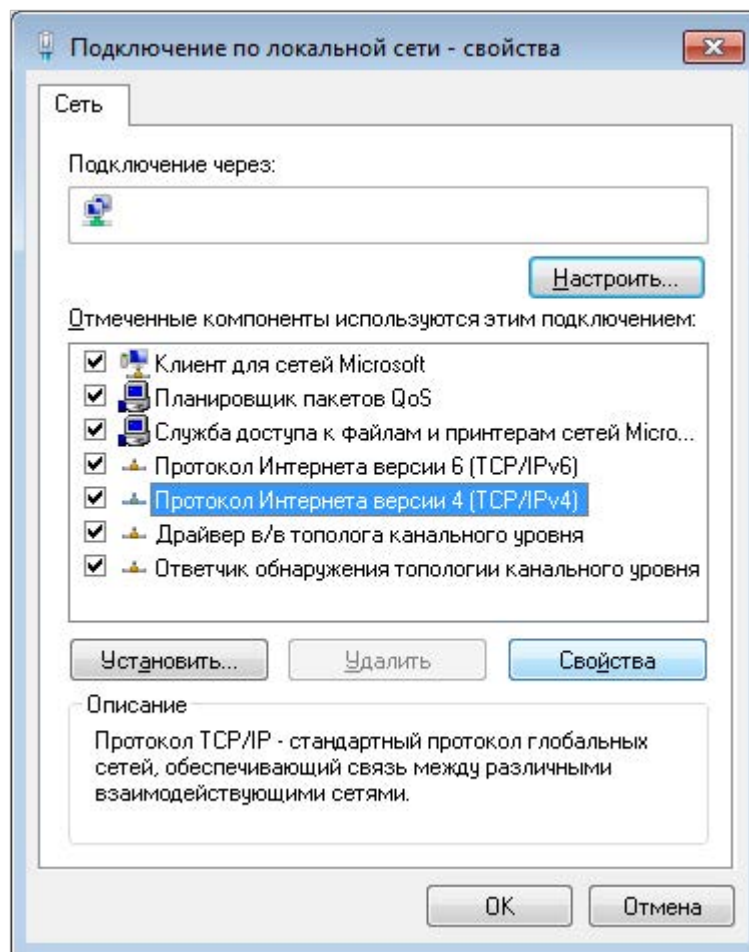 Подключение по локальной сети - свойства
Сеть
Подключение через:
Настроить...
Отмеченные компоненты используются этим подключением:
Клиент для сетей Microsoft
Планировщик пакетов QoS
Служба доступа к файлам и принтерам сетей Micro...
Протокол Интернета версии 6 (TCP/IPv6)
Протокол Интернета версии 4 (TCP/IPv4)
Драйвер в/в тополога канального уровня
Ответчик обнаружения топологии канального уровня
Установить...
Удалить
Свойства
Описание
Протокол TCP/IP - стандартный протокол глобальных
сетей, обеспечивающий связь между различными
взаимодействующими сетями.
OK
Отмена